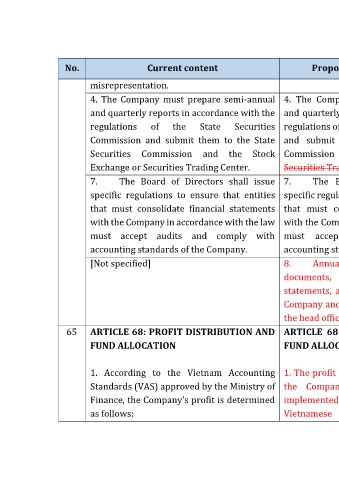 No. Current content Propo
misrepresentation.
4. The Company must prepare semi-annual
and quarterly reports in accordance with the
regulations of the State Securities
Commission and submit them to the State
Securities Commission and the Stock
Exchange or Securities Trading Center.
4. The Comp
and quarterly
regulations of
and submit
Commission
Securities Tra
7. The Board of Directors shall issue
specific regulations to ensure that entities
that must consolidate financial statements
with the Company in accordance with the law
must accept audits and comply with
accounting standards of the Company.
7. The B
specific regula
that must co
with the Com
must accep
accounting st
[Not specified]
8. Annua
documents,
statements, a
Company and
the head offic
65 ARTICLE 68: PROFIT DISTRIBUTION AND
FUND ALLOCATION
1. According to the Vietnam Accounting
Standards (VAS) approved by the Ministry of
Finance, the Company's profit is determined
as follows:
ARTICLE 68
FUND ALLOC
1. The profit
the Compan
implemented
Vietnamese